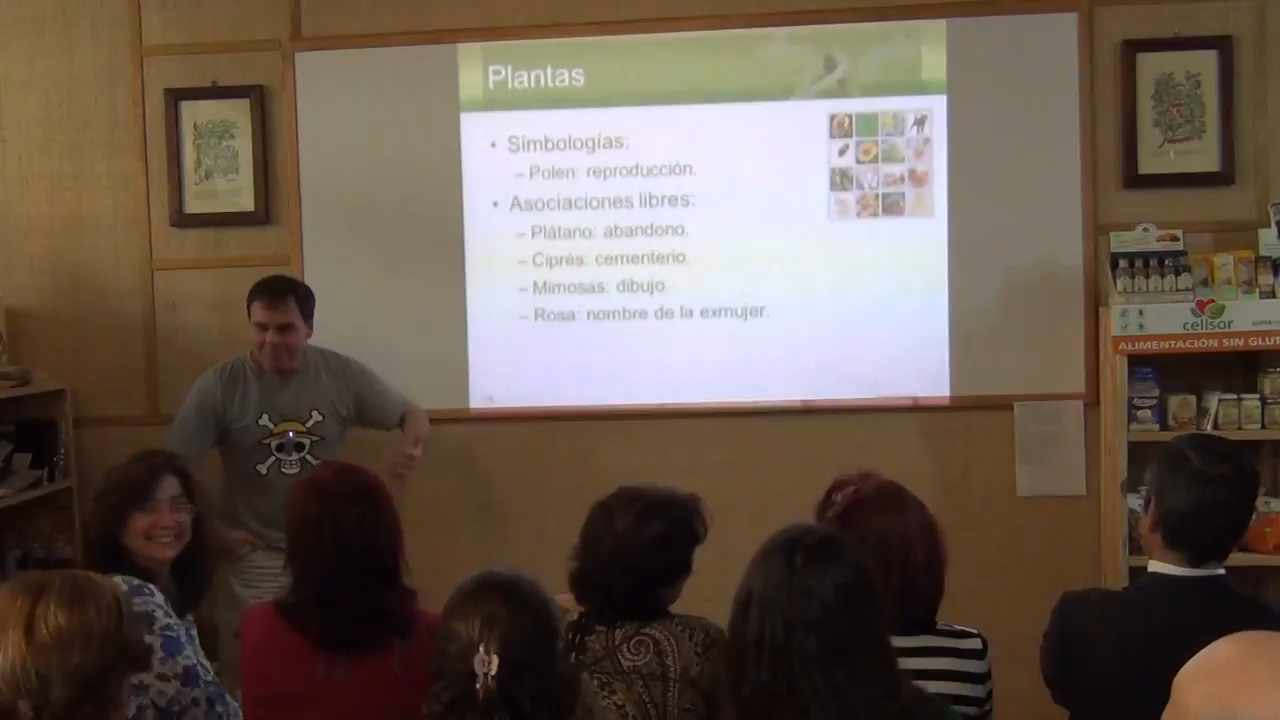 Plantas
• Simbologías:
– Polen: reproducción.
• Asociaciones libres:
– Plátano: abandono.
– Ciprés: cementerio.
– Mimosas: dibujo.
– Rosa: nombre de la exmujer.
cellsor
ALIMENTACIÓN SIN GLUT